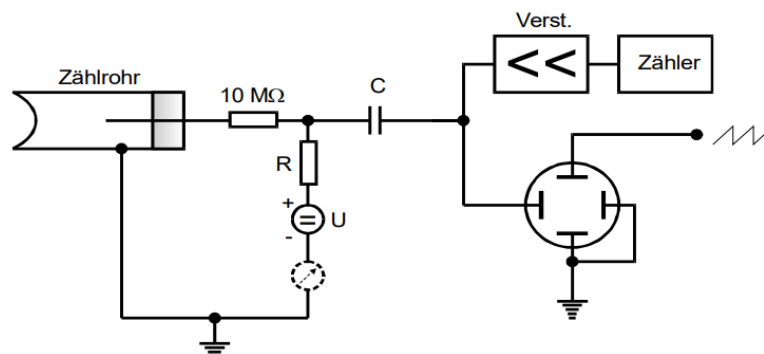 Verst.
Zähler
Zählrohr
10 MΩ
C
R
+
=
-
U